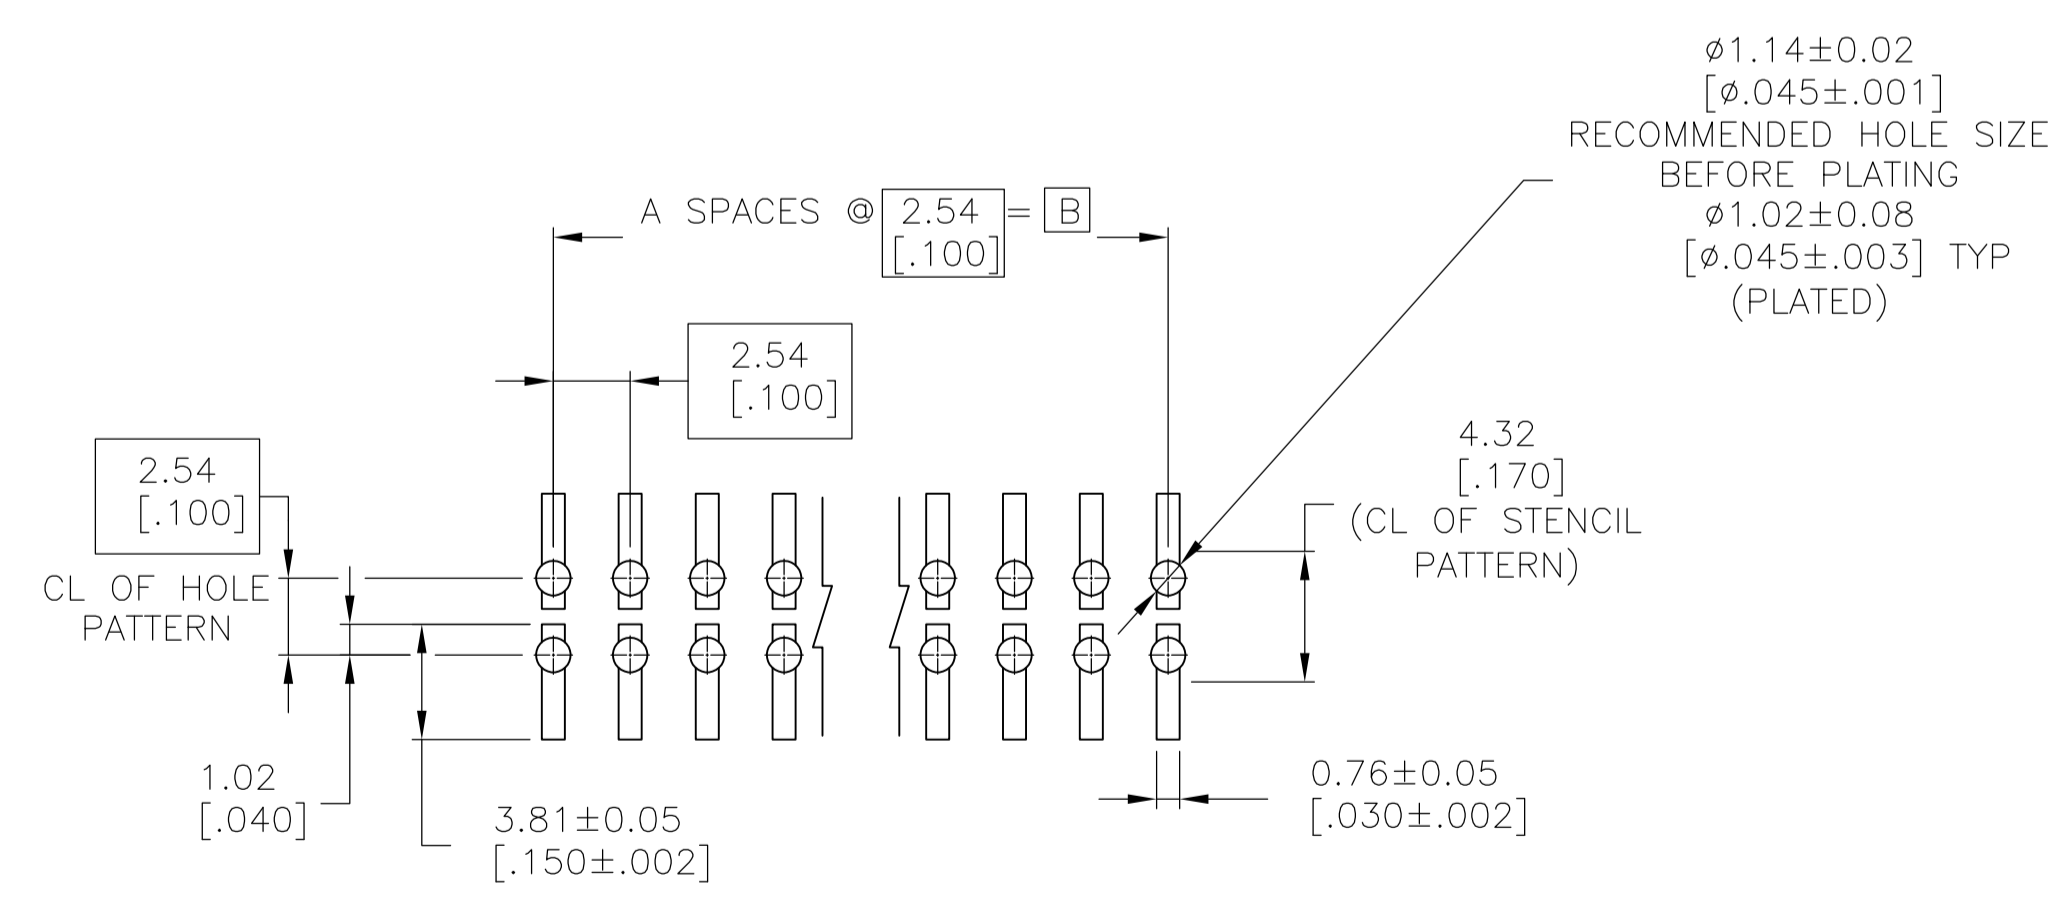 ⌀1.14±0.02
[⌀.045±.001]
RECOMMENDED HOLE SIZE
BEFORE PLATING
⌀1.02±0.08
[⌀.045±.003] TYP
(PLATED)
A SPACES @ 2.54 = B
[.100]
2.54
[.100]
2.54
[.100]
CL OF HOLE
PATTERN
4.32
[.170]
(CL OF STENCIL
PATTERN)
1.02
[.040]
3.81±0.05
[.150±.002]
0.76±0.05
[.030±.002]